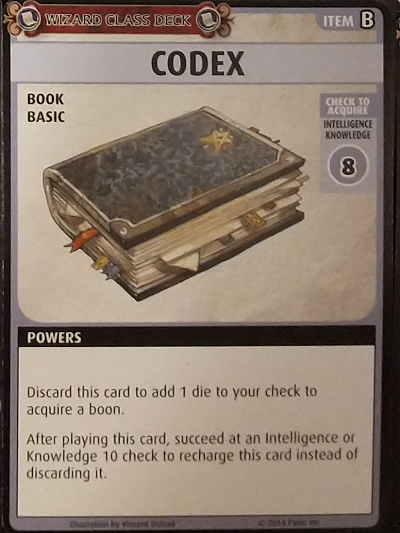 WIZARD CLASS DECK
ITEM B
CODEX
BOOK
BASIC
CHECK TO
ACQUIRE
INTELLIGENCE
KNOWLEDGE
8
POWERS
Discard this card to add 1 die to your check to
acquire a boon.
After playing this card, succeed at an Intelligence or
Knowledge 10 check to recharge this card instead of
discarding it.
Illustration by Vincent Dutrait
© 2014 Paizo Inc.